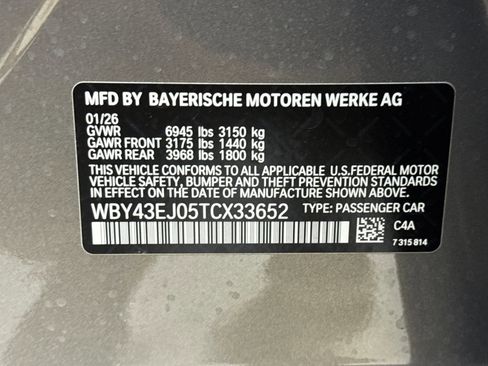 MFD BY BAYERISCHE MOTOREN WERKE AG
01/26
GVWR 6945 lbs 3150 kg
GAWR FRONT 3175 lbs 1440 kg
GAWR REAR 3968 lbs 1800 kg
THIS VEHICLE CONFORMS TO ALL APPLICABLE U.S.FEDERAL MOTOR
VEHICLE SAFETY, BUMPER AND THEFT PREVENTION STANDARDS
IN EFFECT ON THE DATE OF MANUFACTURE SHOWN ABOVE.
WBY43EJ05TCX33652 TYPE: PASSENGER CAR
C4A
7 315 814